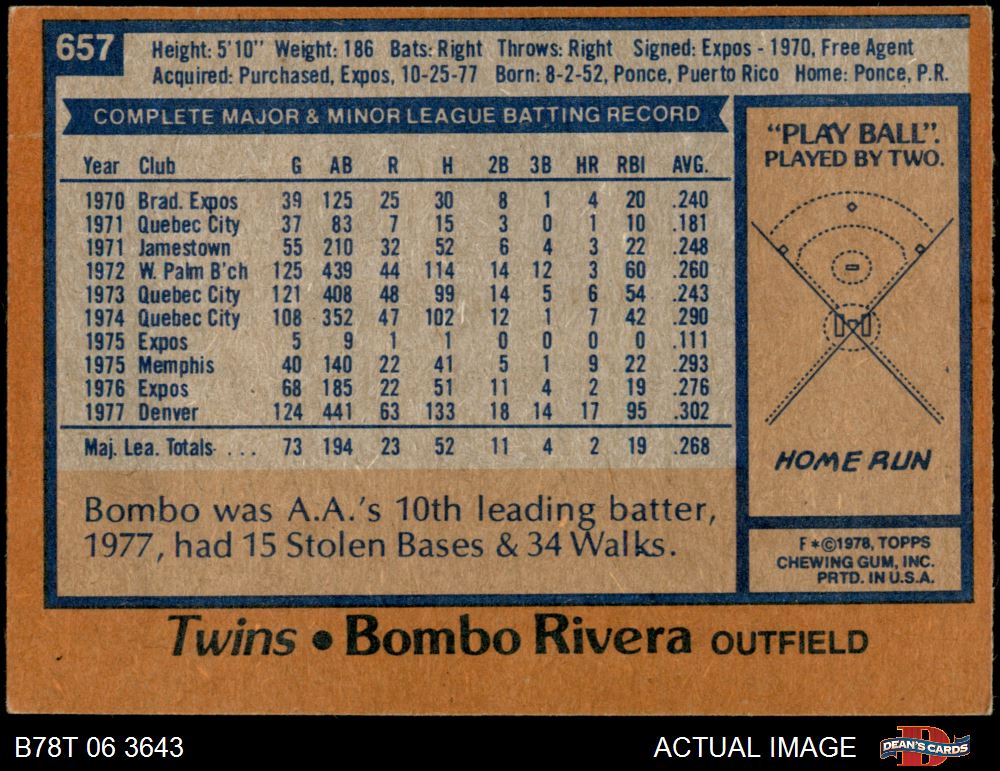 657
Height: 5'10" Weight: 186 Bats: Right Throws: Right Signed: Expos - 1970, Free Agent
Acquired: Purchased, Expos, 10-25-77 Born: 8-2-52, Ponce, Puerto Rico Home: Ponce, P.R.
COMPLETE MAJOR & MINOR LEAGUE BATTING RECORD
Year Club G AB R H 2B 3B HR RBI AVG.
1970 Brad. Expos 39 125 25 30 8 1 4 20 .240
1971 Quebec City 37 83 7 15 3 0 1 10 .181
1971 Jamestown 55 210 32 52 6 4 3 22 .248
1972 W. Palm B'ch 125 439 44 114 14 12 3 60 .260
1973 Quebec City 121 408 48 99 14 5 6 54 .243
1974 Quebec City 108 352 47 102 12 1 7 42 .290
1975 Expos 5 9 1 1 0 0 0 0 .111
1975 Memphis 40 140 22 41 5 1 9 22 .293
1976 Expos 68 185 22 51 11 4 2 19 .276
1977 Denver 124 441 63 133 18 14 17 95 .302
Maj. Lea. Totals . . . 73 194 23 52 11 4 2 19 .268
Bombo was A.A.'s 10th leading batter,
1977, had 15 Stolen Bases & 34 Walks.
"PLAY BALL".
PLAYED BY TWO.
HOME RUN
F*©1978, TOPPS
CHEWING GUM, INC.
PRTD. IN U.S.A.
Twins • Bombo Rivera OUTFIELD
B78T 06 3643
ACTUAL IMAGE
DEAN'S CARDS